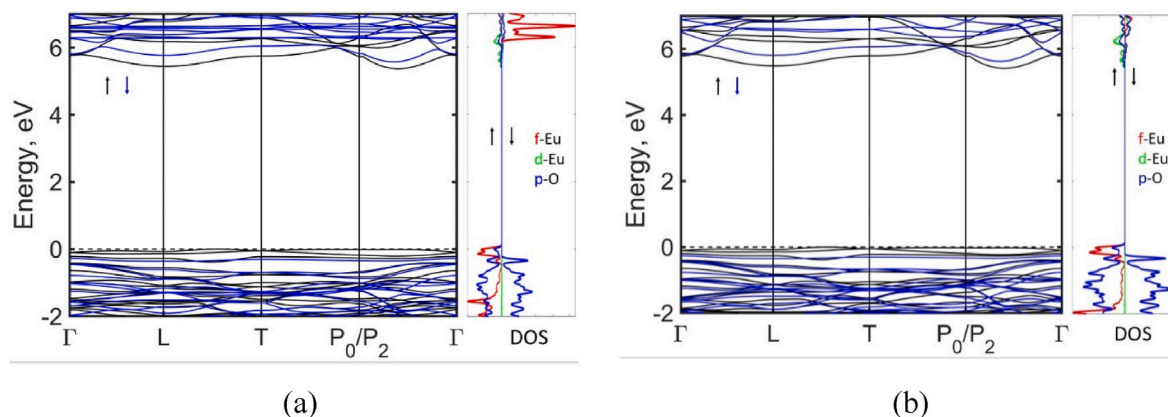 6
4
2
0
-2
Energy, eV
↑ ↓
Γ L T P₀/P₂ Γ
↑ ↓
f-Eu
d-Eu
p-O
DOS
(a)
6
4
2
0
-2
Energy, eV
↑ ↓
Γ L T P₀/P₂ Γ
↑ ↓
f-Eu
d-Eu
p-O
DOS
(b)